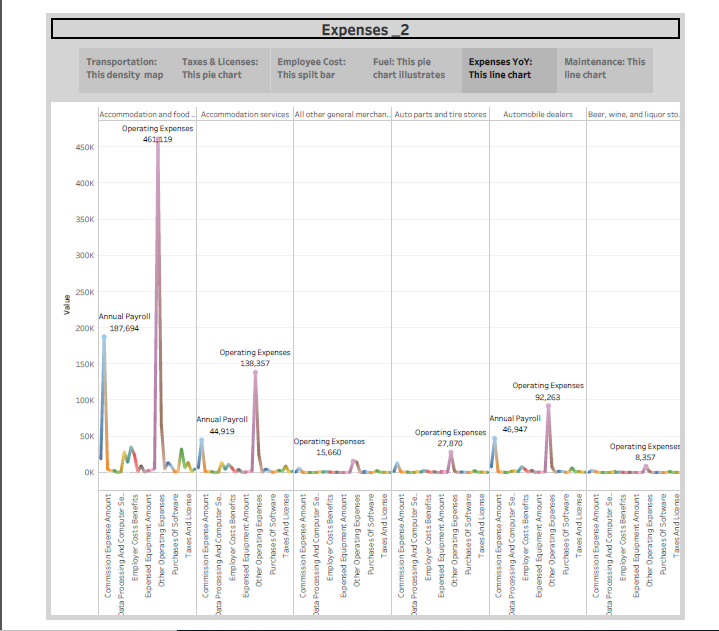 Expenses _2
Transportation:
This density map
Taxes & Licenses:
This pie chart
Employee Cost:
This spilt bar
Fuel: This pie
chart illustrates
Expenses YoY:
This line chart
Maintenance: This
line chart
Accommodation and food ..
Accommodation services
All other general merchan..
Auto parts and tire stores
Automobile dealers
Beer, wine, and liquor sto.
Operating Expenses
461,119
450K
400K
350K
300K
250K
200K
150K
100K
50K
0K
Value
Annual Payroll
187,694
Operating Expenses
138,357
Annual Payroll
44,919
Operating Expenses
15,660
Operating Expenses
27,870
Operating Expenses
92,263
Annual Payroll
46,947
Operating Expenses
8,357
Commission Expense Amount
Data Processing And Computer Se..
Employer Costs Benefits
Expensed Equipment Amount
Other Operating Expenses
Purchases Of Software
Taxes And License
Commission Expense Amount
Data Processing And Computer Se..
Employer Costs Benefits
Expensed Equipment Amount
Other Operating Expenses
Purchases Of Software
Taxes And License
Commission Expense Amount
Data Processing And Computer Se..
Employer Costs Benefits
Expensed Equipment Amount
Other Operating Expenses
Purchases Of Software
Taxes And License
Commission Expense Amount
Data Processing And Computer Se..
Employer Costs Benefits
Expensed Equipment Amount
Other Operating Expenses
Purchases Of Software
Taxes And License
Commission Expense Amount
Data Processing And Computer Se..
Employer Costs Benefits
Expensed Equipment Amount
Other Operating Expenses
Purchases Of Software
Taxes And License
Commission Expense Amount
Data Processing And Computer Se..
Employer Costs Benefits
Expensed Equipment Amount
Other Operating Expenses
Purchases Of Software
Taxes And License